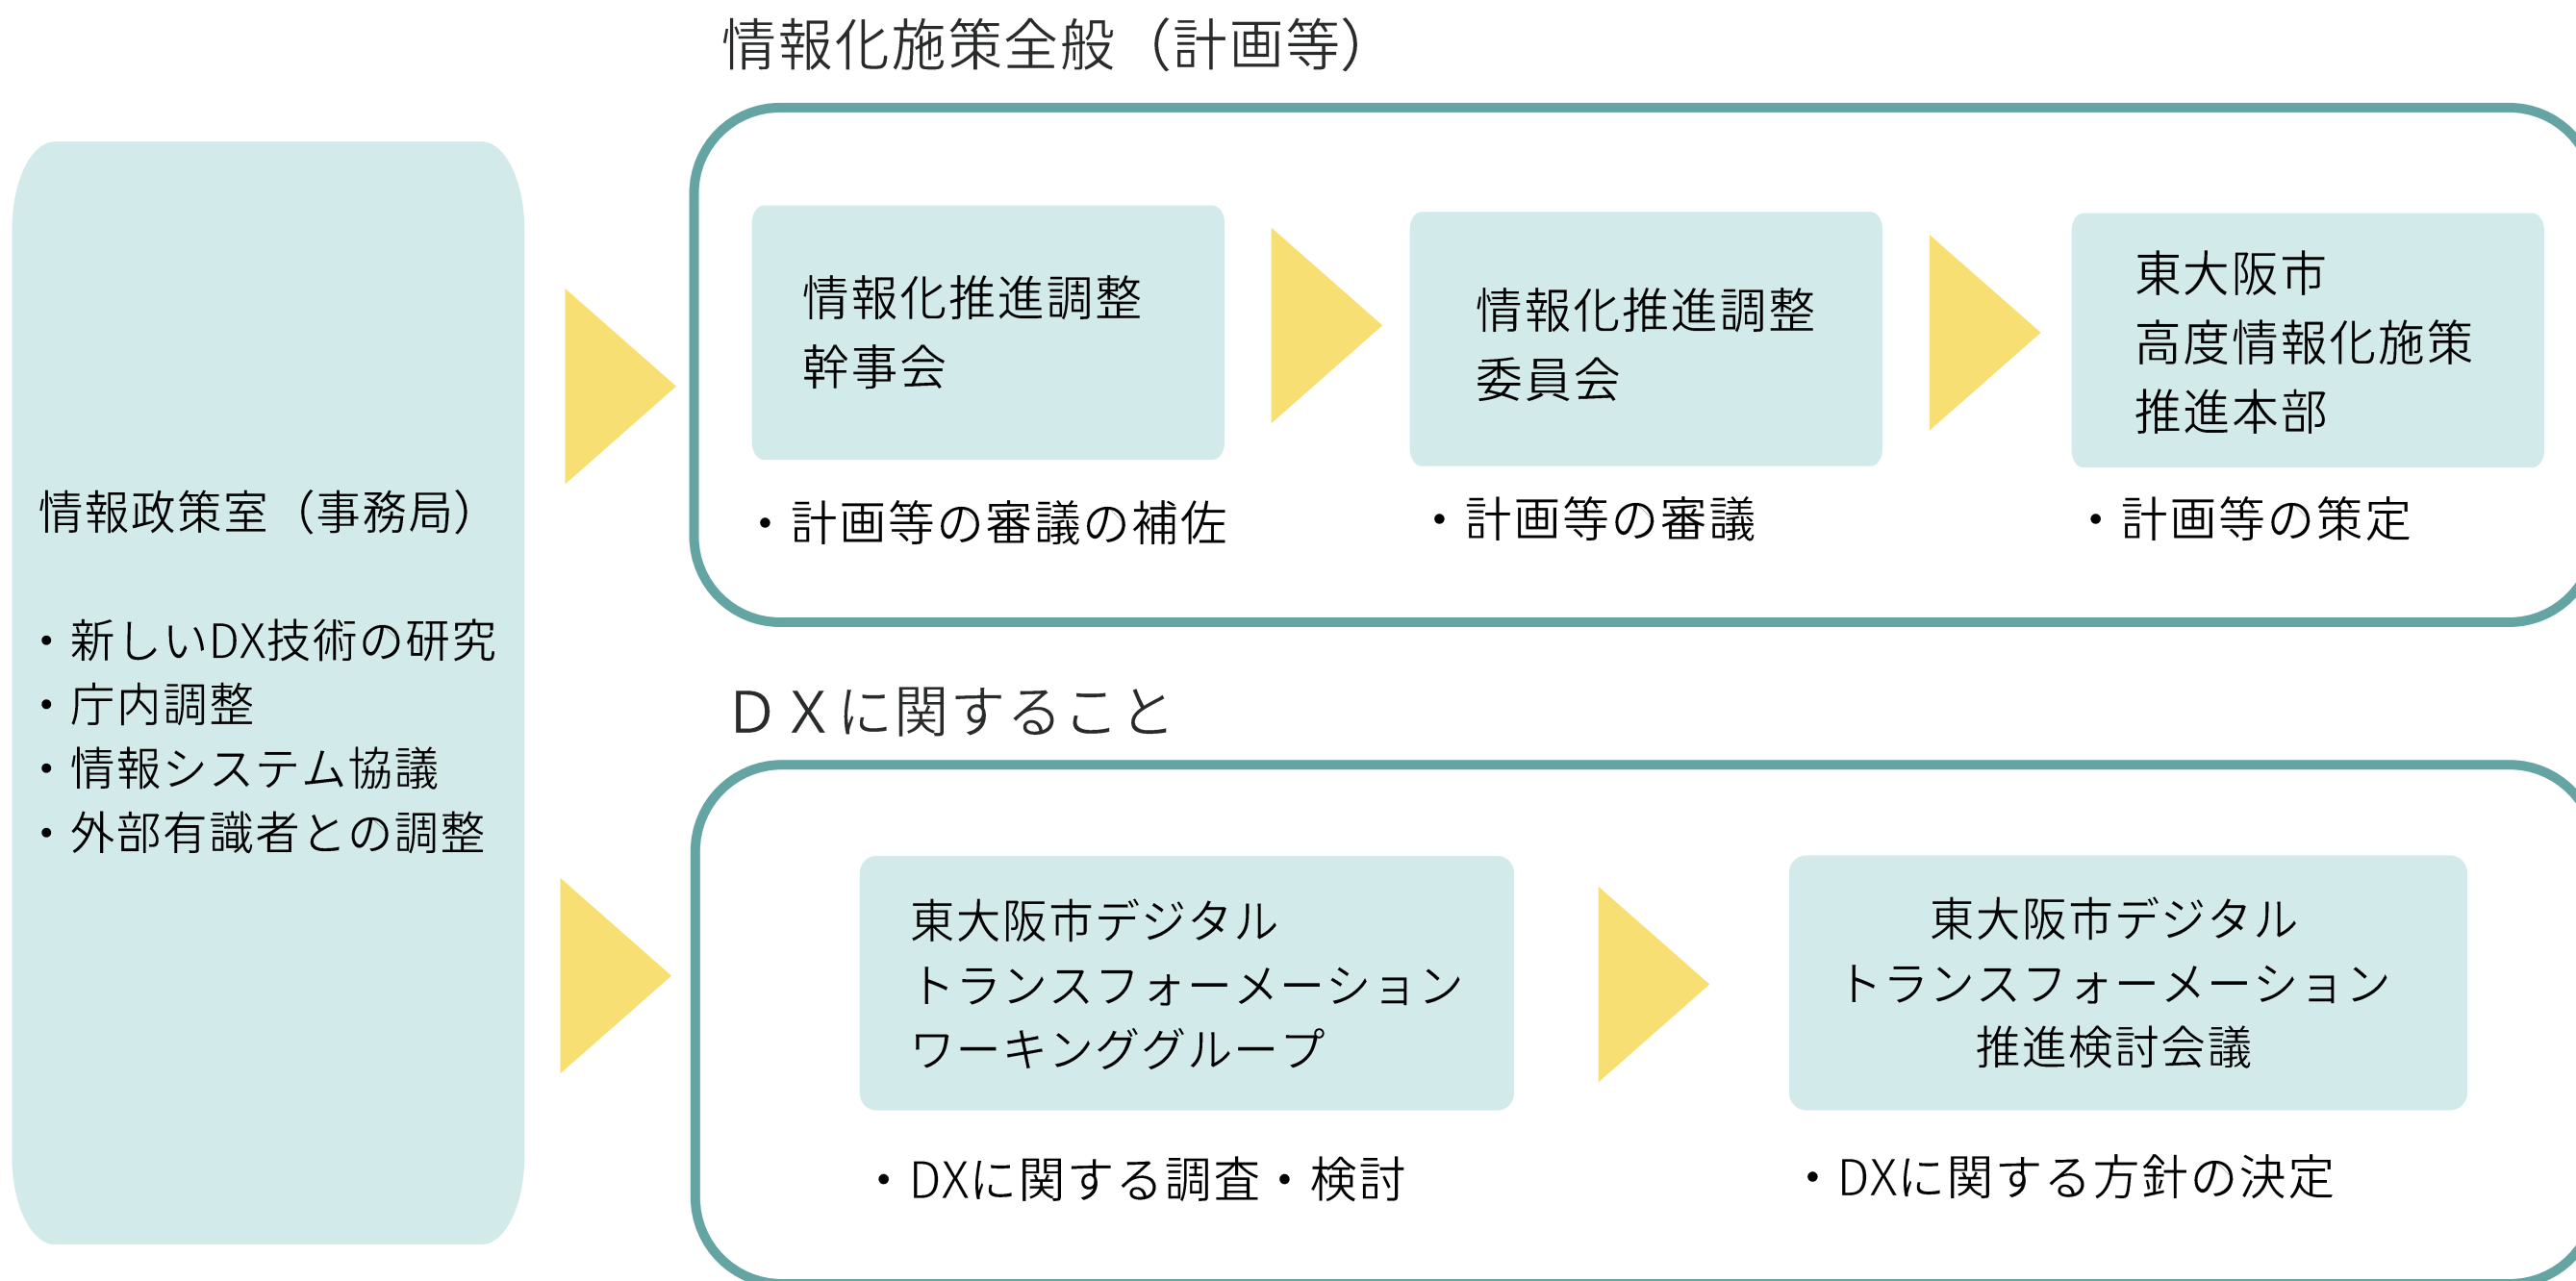 情報化施策全般（計画等）
情報政策室（事務局）
・新しいDX技術の研究
・庁内調整
・情報システム協議
・外部有識者との調整
情報化推進調整
幹事会
・計画等の審議の補佐
情報化推進調整
委員会
・計画等の審議
東大阪市
高度情報化施策
推進本部
・計画等の策定
ＤＸに関すること
東大阪市デジタル
トランスフォーメーション
ワーキンググループ
・DXに関する調査・検討
東大阪市デジタル
トランスフォーメーション
推進検討会議
・DXに関する方針の決定